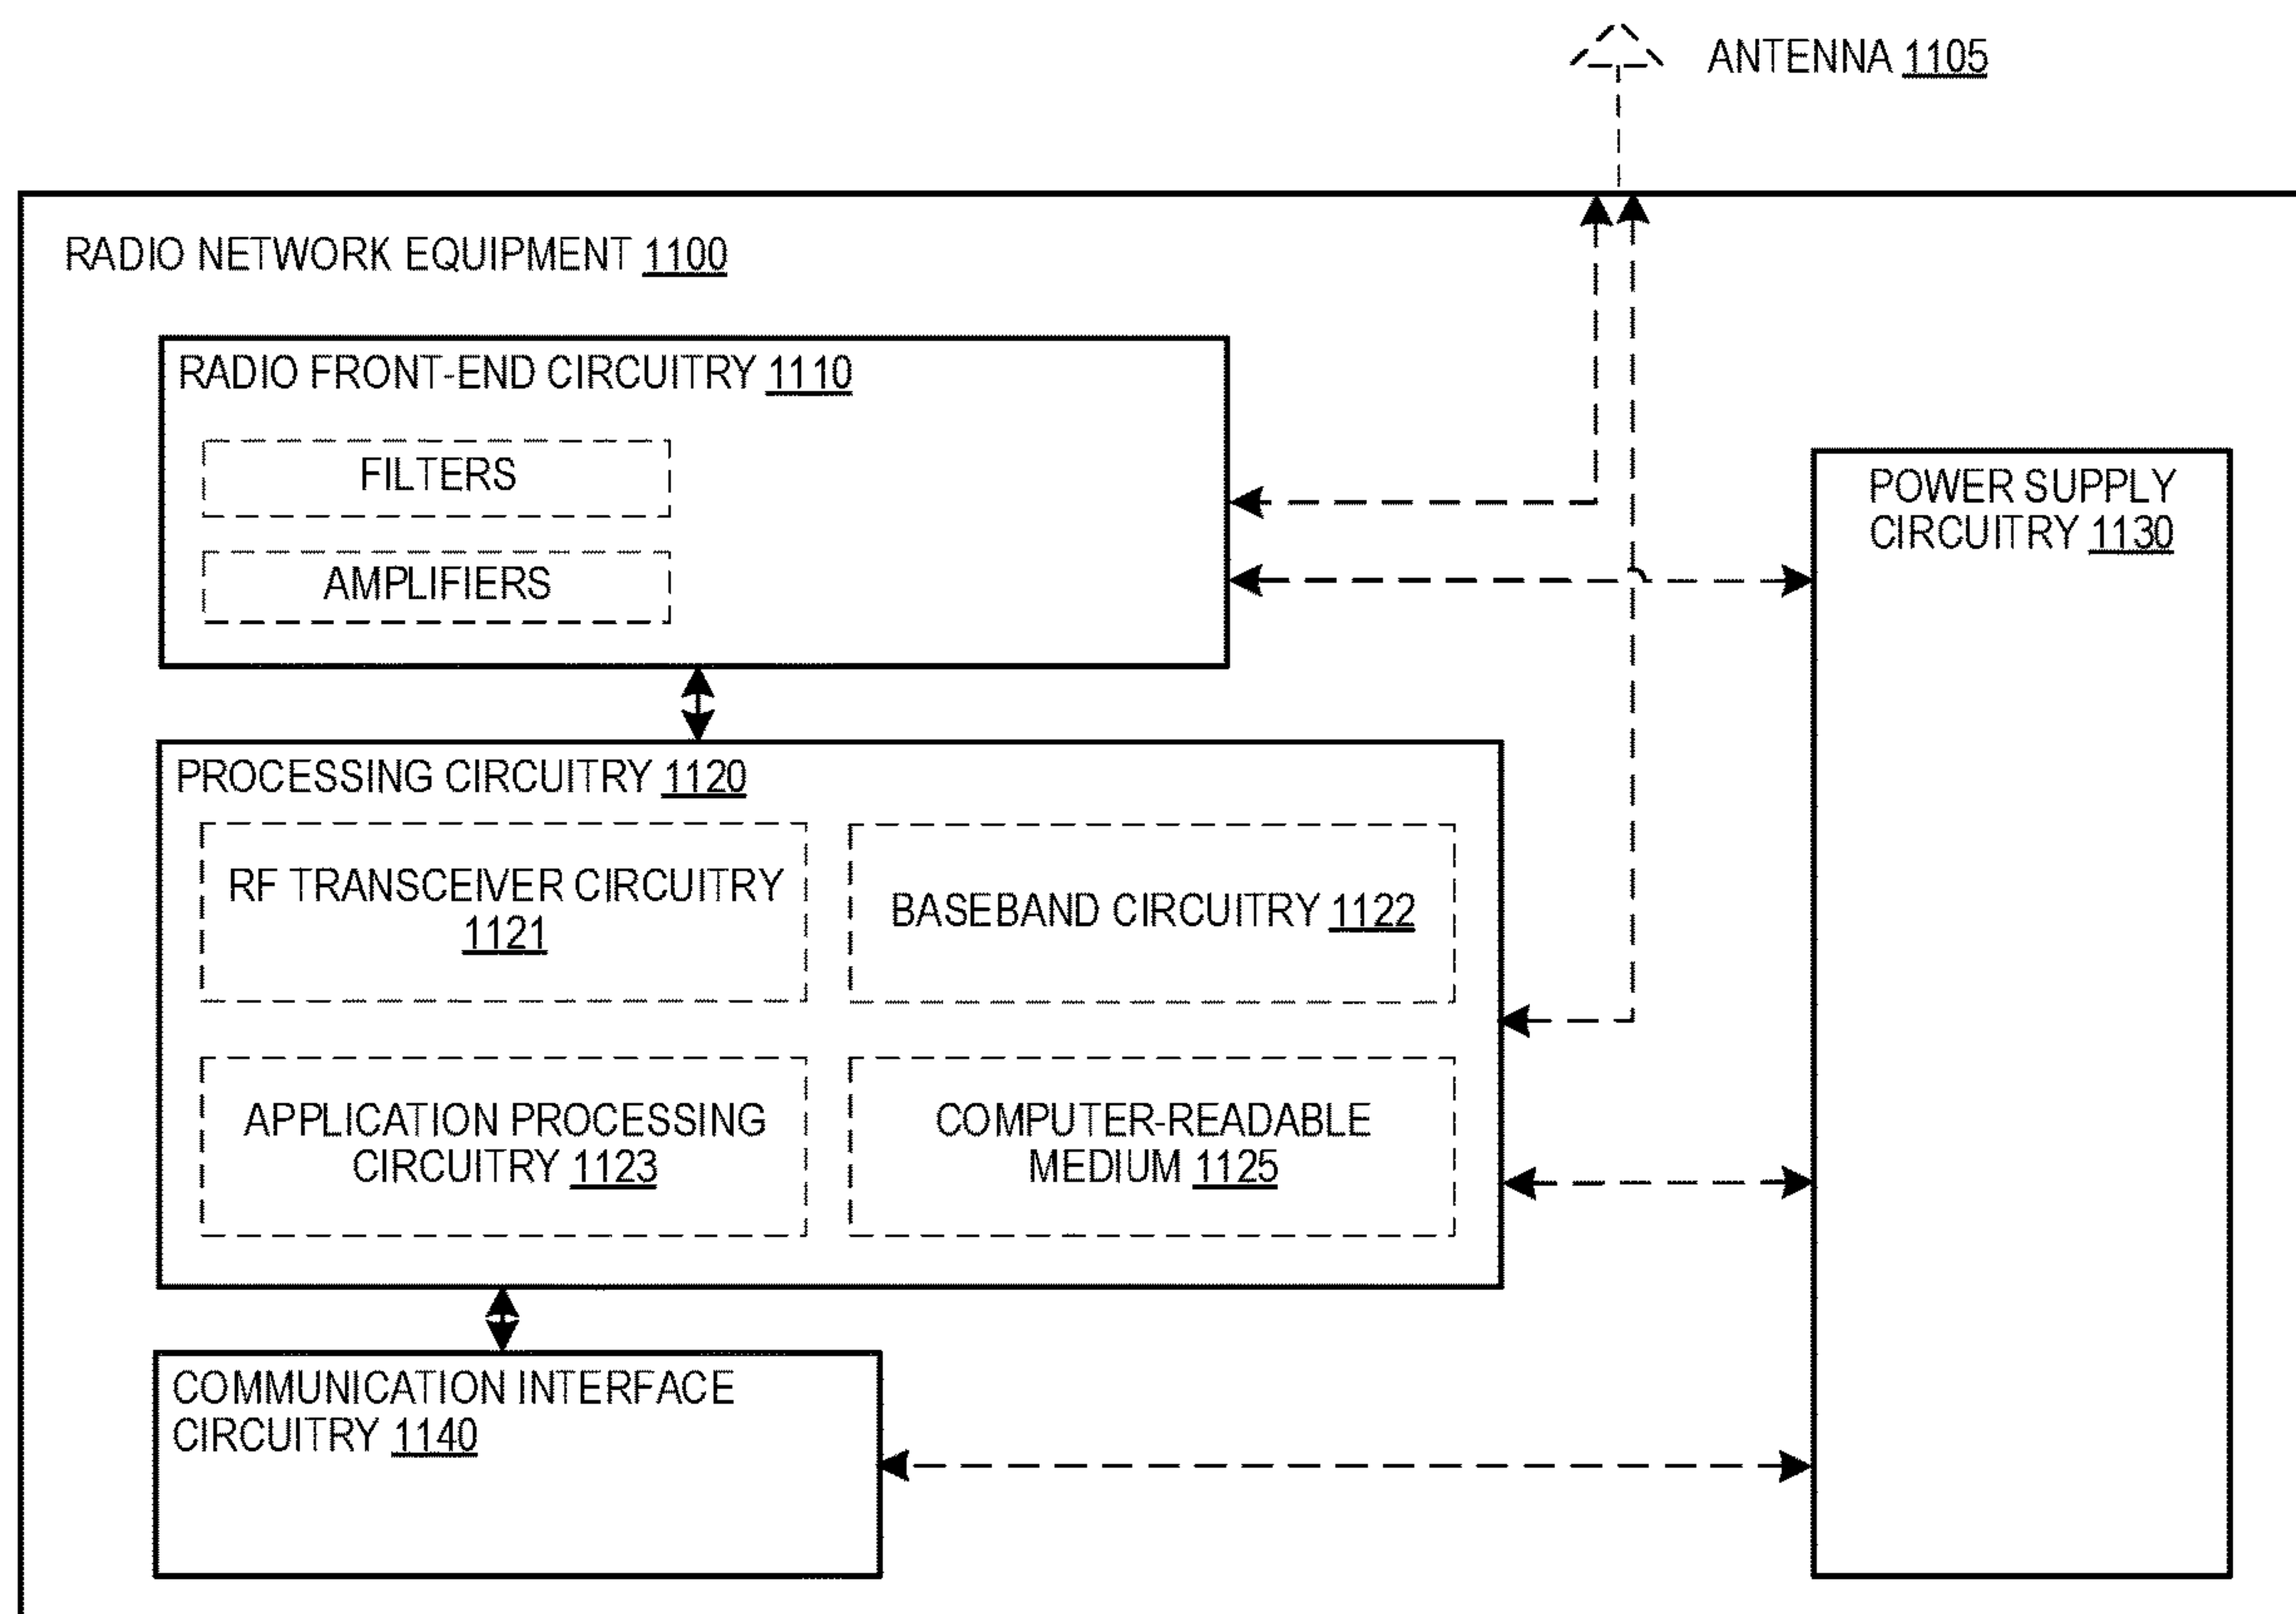 ANTENNA 1105
RADIO NETWORK EQUIPMENT 1100
RADIO FRONT-END CIRCUITRY 1110
FILTERS
AMPLIFIERS
POWER SUPPLY
CIRCUITRY 1130
PROCESSING CIRCUITRY 1120
RF TRANSCEIVER CIRCUITRY
1121
BASEBAND CIRCUITRY 1122
APPLICATION PROCESSING
CIRCUITRY 1123
COMPUTER-READABLE
MEDIUM 1125
COMMUNICATION INTERFACE
CIRCUITRY 1140